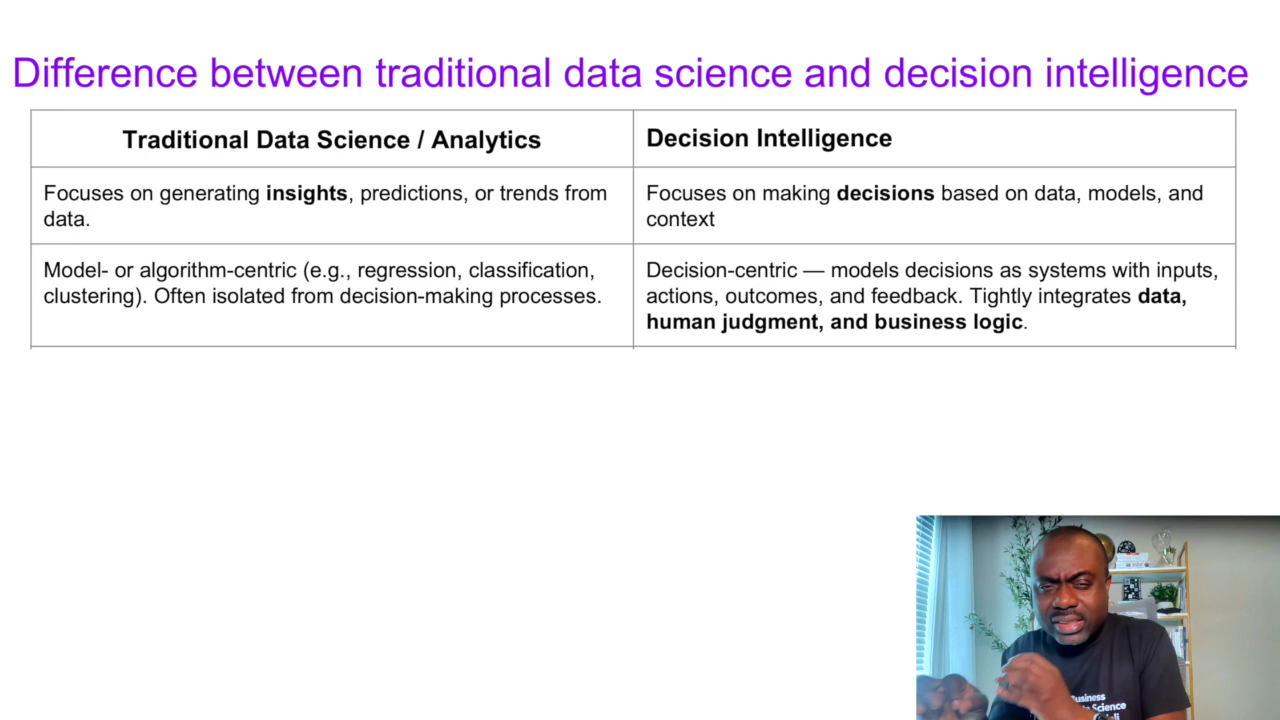 Difference between traditional data science and decision intelligence
Traditional Data Science / Analytics
Decision Intelligence
Focuses on generating insights, predictions, or trends from
data.
Focuses on making decisions based on data, models, and
context
Model- or algorithm-centric (e.g., regression, classification,
clustering). Often isolated from decision-making processes.
Decision-centric — models decisions as systems with inputs,
actions, outcomes, and feedback. Tightly integrates data,
human judgment, and business logic.
Science